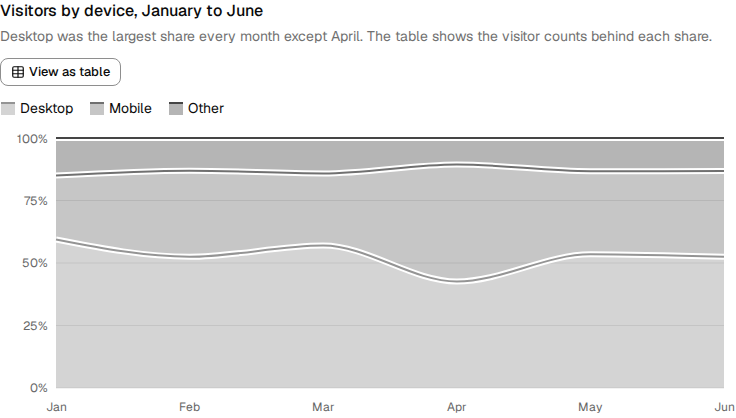 Visitors by device, January to June
Desktop was the largest share every month except April. The table shows the visitor counts behind each share.
View as table
Desktop Mobile Other
100%
75%
50%
25%
0%
Jan Feb Mar Apr May Jun